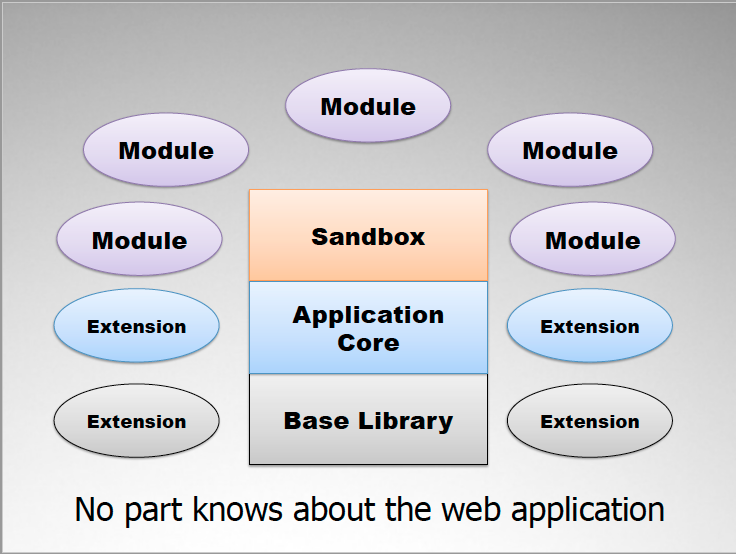 Module
Module
Module
Sandbox
Module
Module
Application
Core
Extension
Extension
Base Library
Extension
Extension
No part knows about the web application